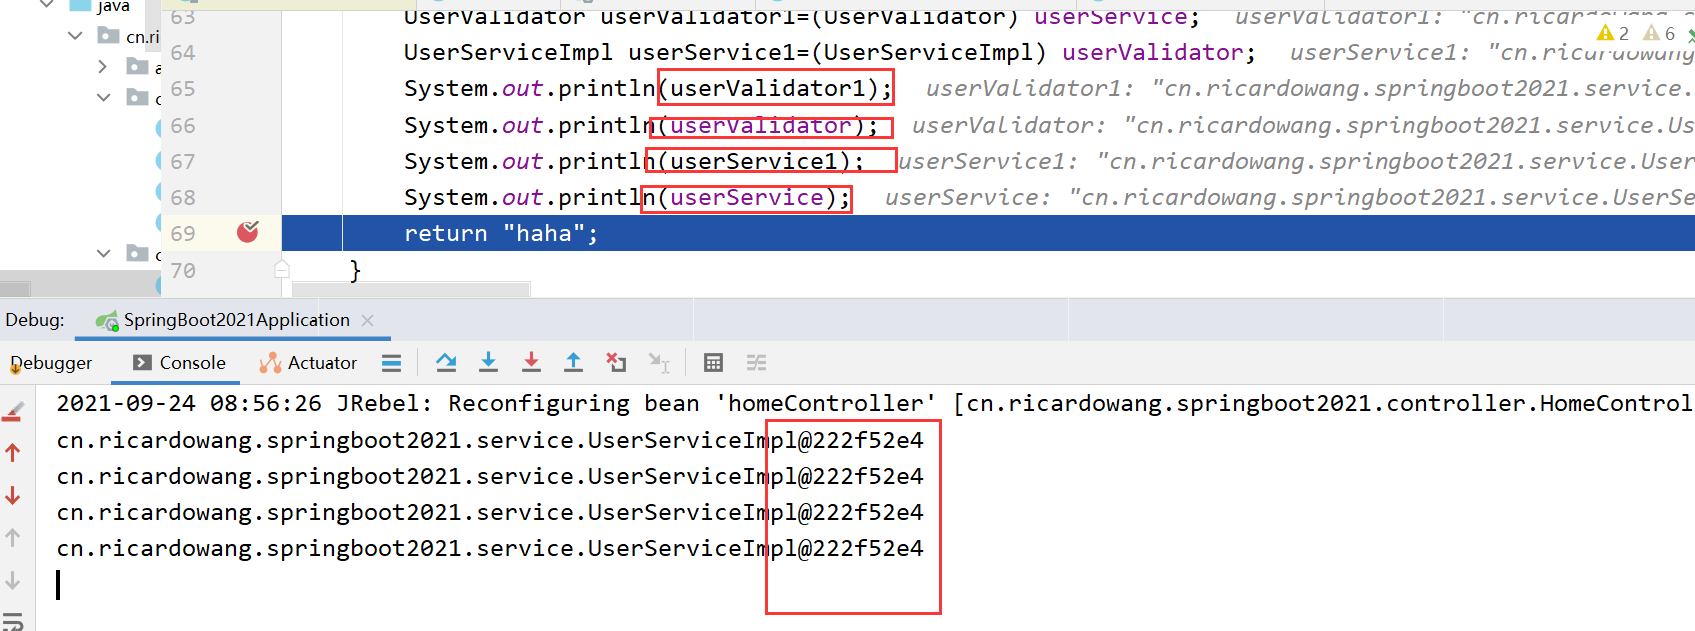 java
cn.ri
63 UserValidator userValidator1=(UserValidator) userService; userValidator1: "cn.ricardowang.s
2 6
64 UserServiceImpl userService1=(UserServiceImpl) userValidator; userService1: "cn.ricardowang
65 System.out.println(userValidator1); userValidator1: "cn.ricardowang.springboot2021.service.
66 System.out.println(userValidator); userValidator: "cn.ricardowang.springboot2021.service.Us
67 System.out.println(userService1); userService1: "cn.ricardowang.springboot2021.service.User
68 System.out.println(userService); userService: "cn.ricardowang.springboot2021.service.UserSe
69 return "haha";
70 }
Debug: SpringBoot2021Application
Debugger Console Actuator
2021-09-24 08:56:26 JRebel: Reconfiguring bean 'homeController' [cn.ricardowang.springboot2021.controller.HomeControl
cn.ricardowang.springboot2021.service.UserServiceImpl@222f52e4
cn.ricardowang.springboot2021.service.UserServiceImpl@222f52e4
cn.ricardowang.springboot2021.service.UserServiceImpl@222f52e4
cn.ricardowang.springboot2021.service.UserServiceImpl@222f52e4